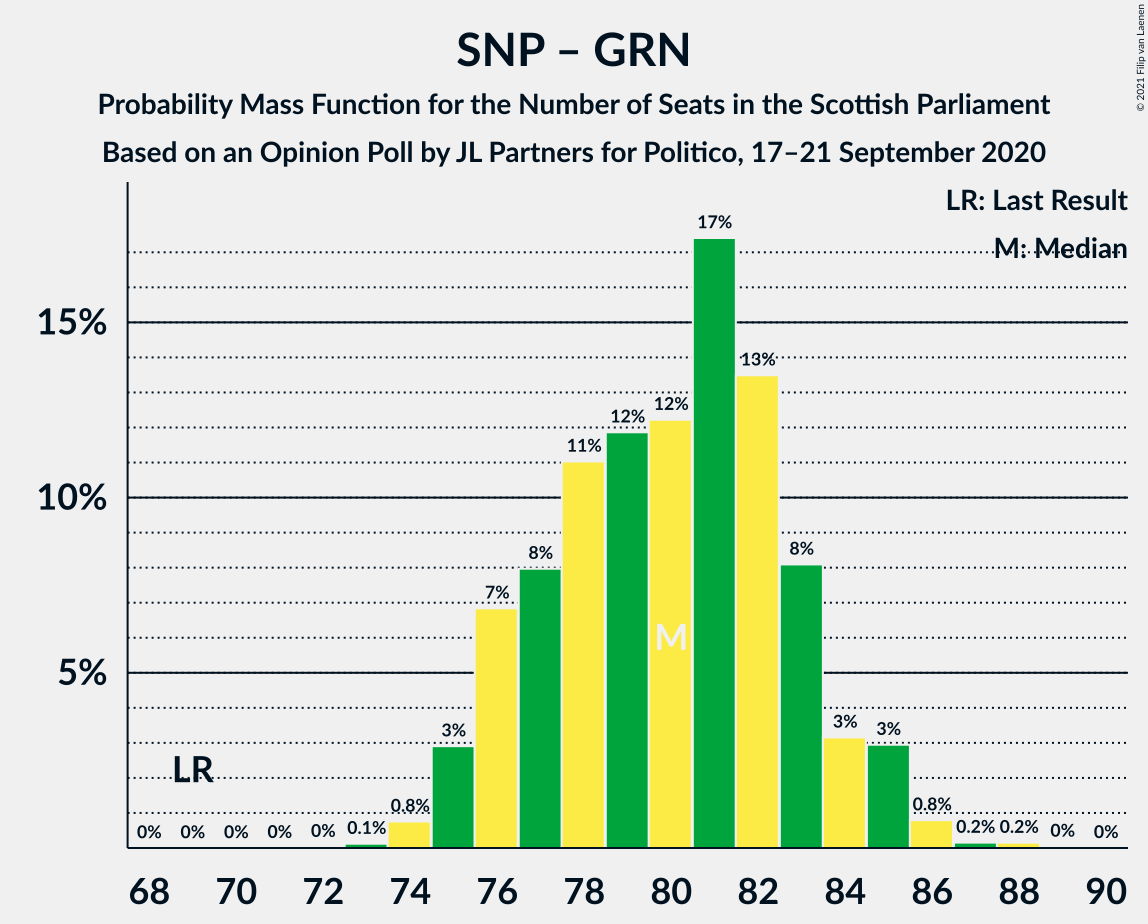 SNP – GRN
Probability Mass Function for the Number of Seats in the Scottish Parliament
Based on an Opinion Poll by JL Partners for Politico, 17–21 September 2020
© 2021 Filip van Laenen
LR: Last Result
M: Median
15%
10%
5%
0%
0%
0%
0%
0%
0.1%
0.8%
3%
7%
8%
11%
12%
12%
17%
13%
8%
3%
3%
0.8%
0.2%
0.2%
0%
0%
LR
M
68 70 72 74 76 78 80 82 84 86 88 90